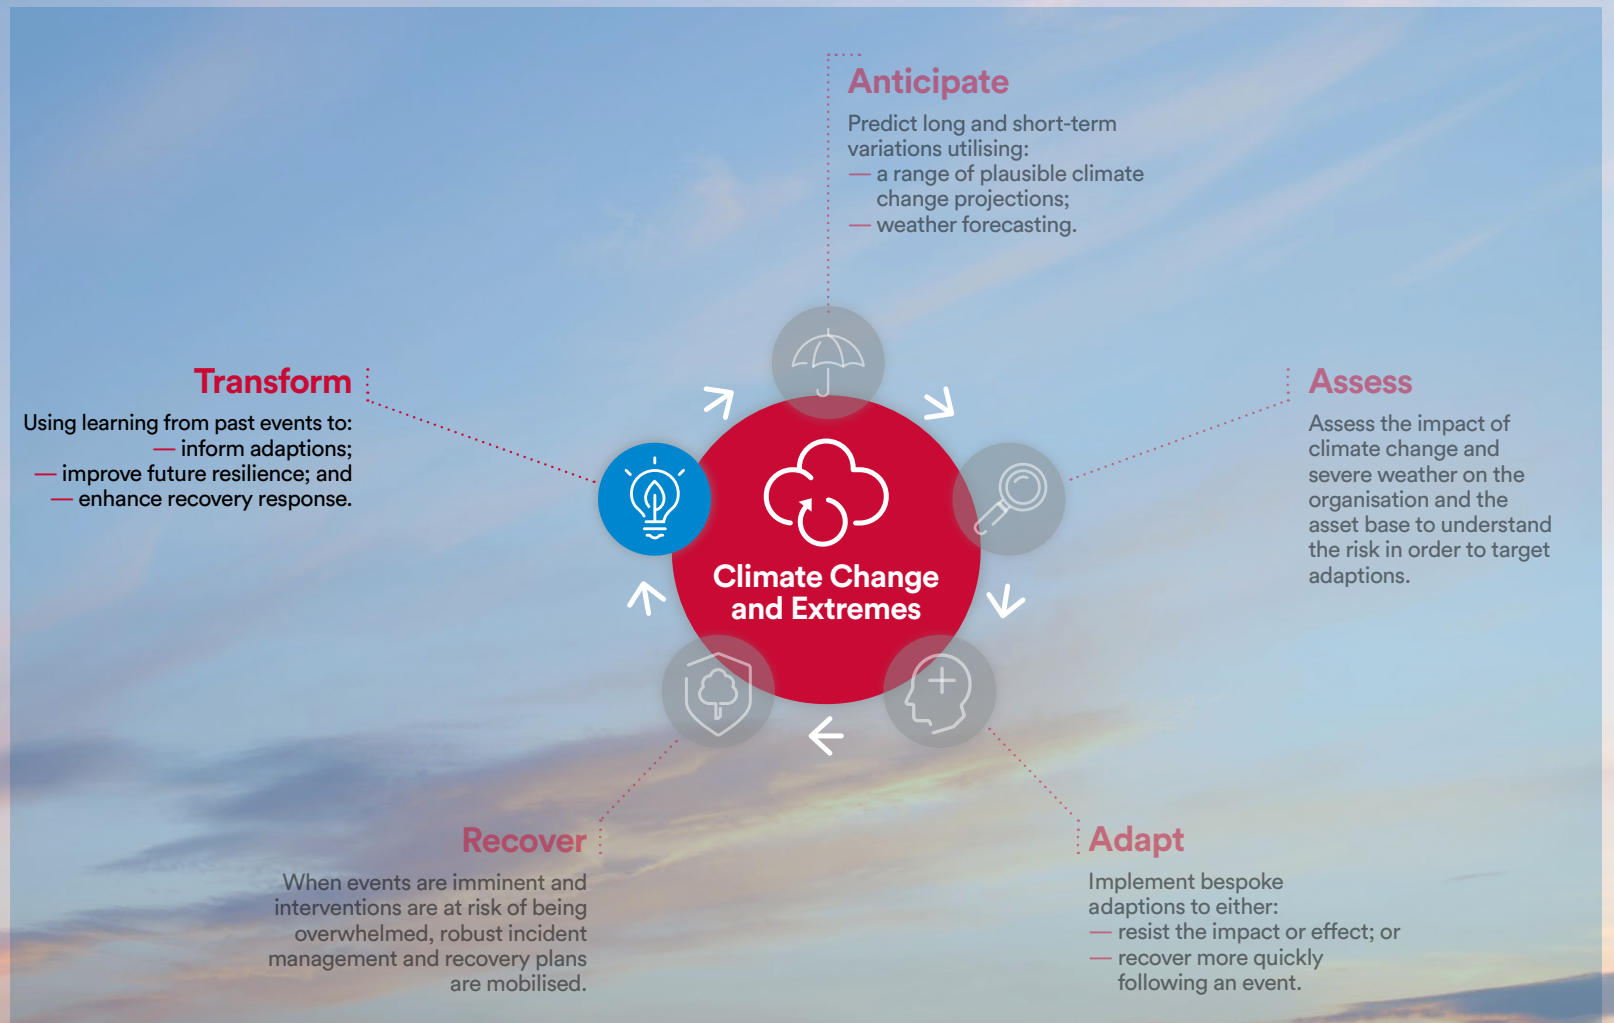 Anticipate
Predict long and short-term
variations utilising:
— a range of plausible climate
change projections;
— weather forecasting.
Transform
Using learning from past events to:
— inform adaptions;
— improve future resilience; and
— enhance recovery response.
Assess
Assess the impact of
climate change and
severe weather on the
organisation and the
asset base to understand
the risk in order to target
adaptions.
Climate Change
and Extremes
Recover
When events are imminent and
interventions are at risk of being
overwhelmed, robust incident
management and recovery plans
are mobilised.
Adapt
Implement bespoke
adaptions to either:
— resist the impact or effect; or
— recover more quickly
following an event.